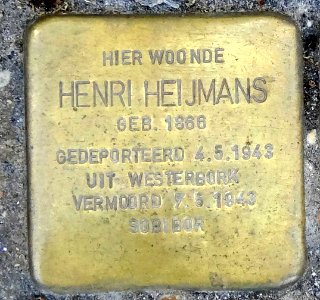 HIER WOONDE
HENRI HEIJMANS
GEB. 1866
GEDEPORTEERD 4.5.1943
UIT WESTERBORK
VERMOORD 7.5.1943
SOBIBOR